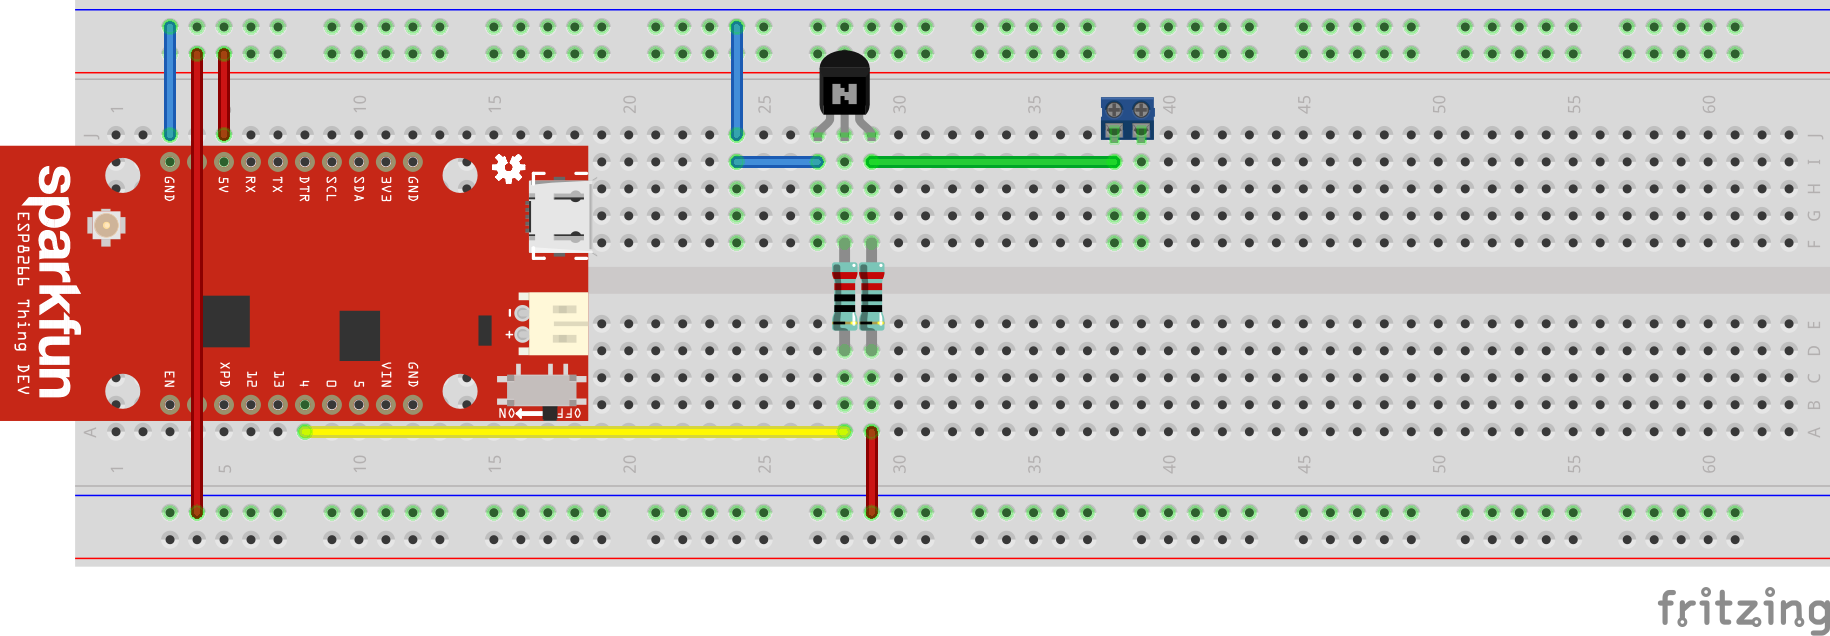 1 10 15 20 25 30 35 40 45 50 55 60
J J
I
H
G
F
GND 5V RX TX DTR SCL SDA 3V3 GND
sparkfun
ESP8266 Thing DEV
-
+
E
D
C
B
A
EN XPD 12 13 4 0 5 VIN GND
ON OFF
A
1 5 10 15 20 25 30 35 40 45 50 55 60
N
fritzing